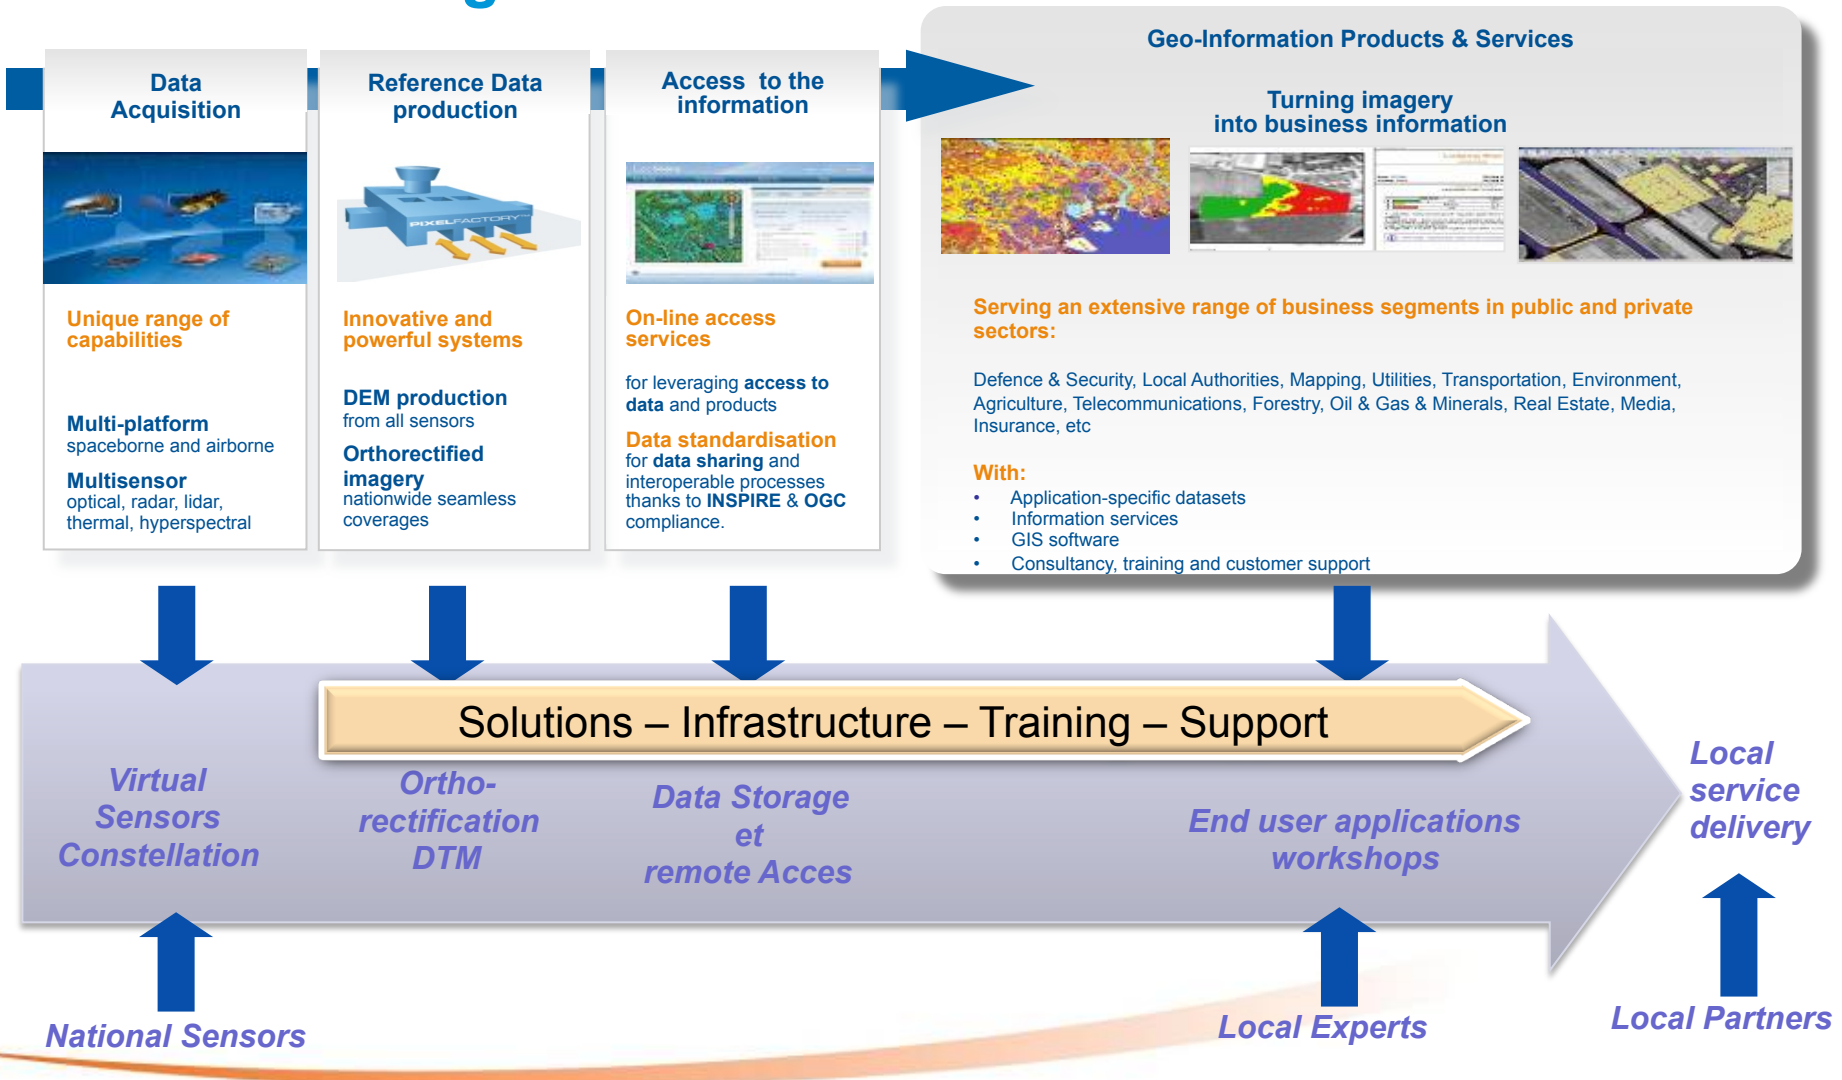 Data
Acquisition
Unique range of
capabilities
Multi-platform
spaceborne and airborne
Multisensor
optical, radar, lidar,
thermal, hyperspectral
Reference Data
production
PIXELFACTORY
Innovative and
powerful systems
DEM production
from all sensors
Orthorectified
imagery
nationwide seamless
coverages
Access to the
information
On-line access
services
for leveraging access to
data and products
Data standardisation
for data sharing and
interoperable processes
thanks to INSPIRE & OGC
compliance.
Geo-Information Products & Services
Turning imagery
into business information
Serving an extensive range of business segments in public and private
sectors:
Defence & Security, Local Authorities, Mapping, Utilities, Transportation, Environment,
Agriculture, Telecommunications, Forestry, Oil & Gas & Minerals, Real Estate, Media,
Insurance, etc
With:
• Application-specific datasets
• Information services
• GIS software
• Consultancy, training and customer support
Solutions – Infrastructure – Training – Support
Virtual
Sensors
Constellation
Ortho-
rectification
DTM
Data Storage
et
remote Acces
End user applications
workshops
Local
service
delivery
National Sensors
Local Experts
Local Partners